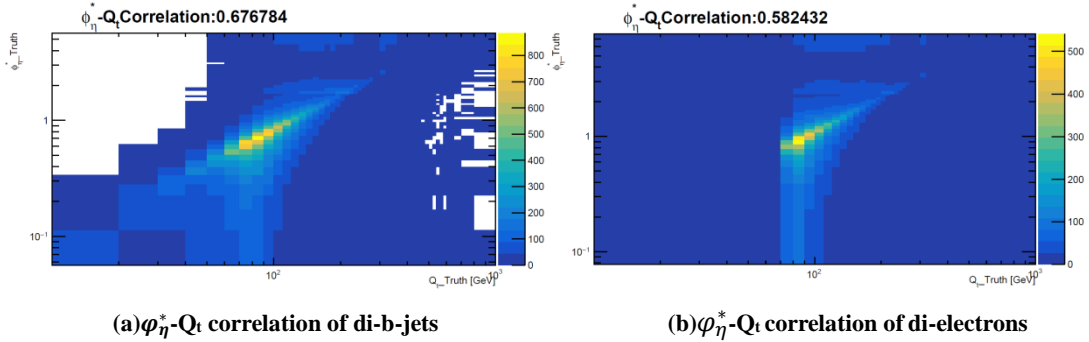 ϕ*η-QtCorrelation:0.676784
ϕ*η-QtCorrelation:0.582432
ϕ*η_Truth
1
10⁻¹
10²
10³
Qt_Truth [GeV]
800
700
600
500
400
300
200
100
0
ϕ*η_Truth
1
10⁻¹
10²
10³
Qt_Truth [GeV]
500
400
300
200
100
0
(a)φ*η-Qt correlation of di-b-jets
(b)φ*η-Qt correlation of di-electrons